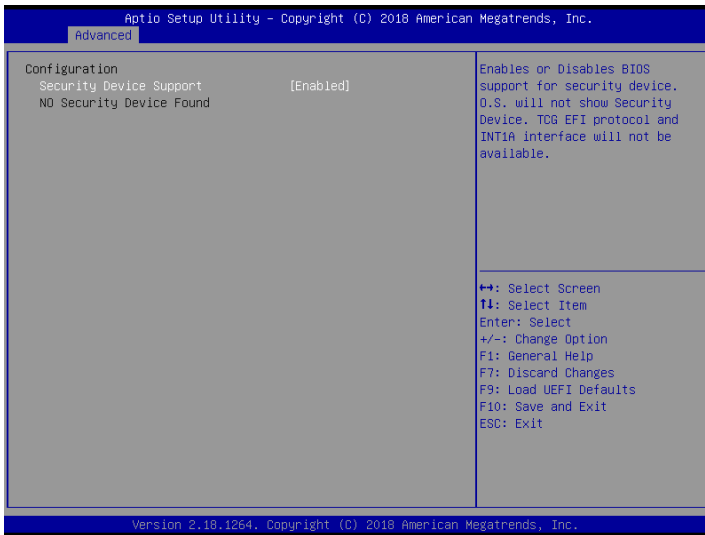 Aptio Setup Utility – Copyright (C) 2018 American Megatrends, Inc.
Advanced
Configuration
Security Device Support [Enabled]
NO Security Device Found
Enables or Disables BIOS
support for security device.
O.S. will not show Security
Device. TCG EFI protocol and
INT1A interface will not be
available.
↔: Select Screen
↑↓: Select Item
Enter: Select
+/-: Change Option
F1: General Help
F7: Discard Changes
F9: Load UEFI Defaults
F10: Save and Exit
ESC: Exit
Version 2.18.1264. Copyright (C) 2018 American Megatrends, Inc.